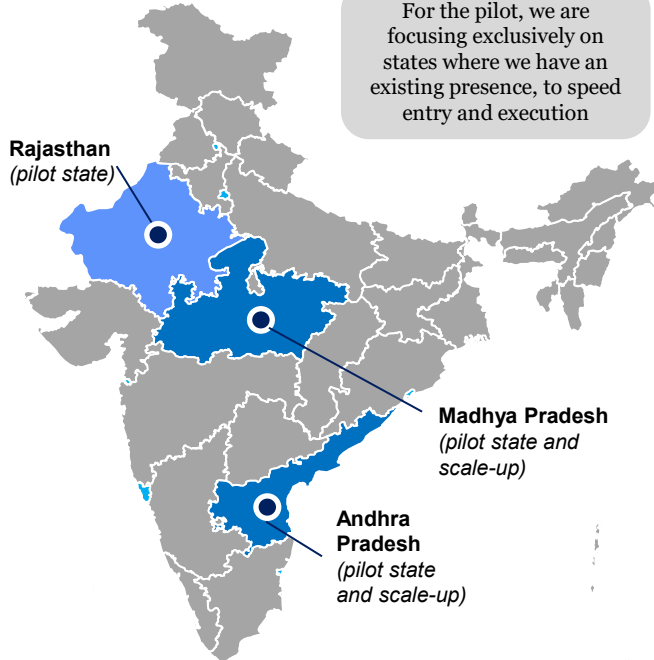 For the pilot, we are
focusing exclusively on
states where we have an
existing presence, to speed
entry and execution
Rajasthan
(pilot state)
Madhya Pradesh
(pilot state and
scale-up)
Andhra
Pradesh
(pilot state
and scale-up)